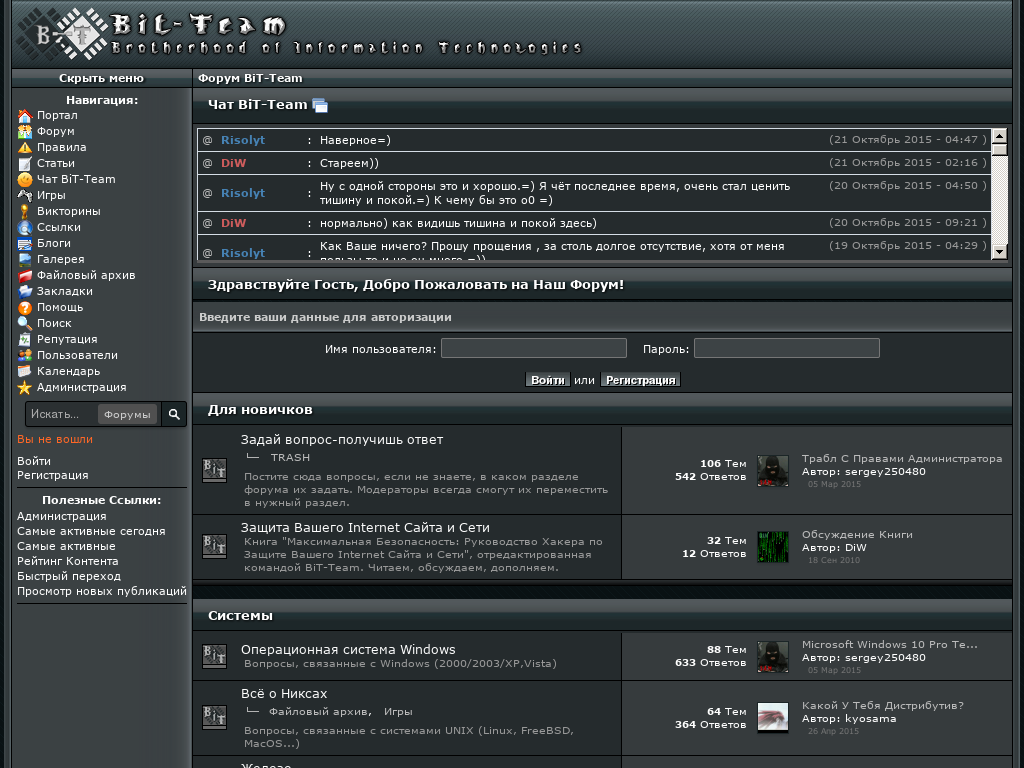 BiT-Team
Brotherhood of Information Technologies
Скрыть меню
Форум BiT-Team
Навигация:
Портал
Форум
Правила
Статьи
Чат BiT-Team
Игры
Викторины
Ссылки
Блоги
Галерея
Файловый архив
Закладки
Помощь
Поиск
Репутация
Пользователи
Календарь
Администрация
Искать... Форумы
Вы не вошли
Войти
Регистрация
Полезные Ссылки:
Администрация
Самые активные сегодня
Самые активные
Рейтинг Контента
Быстрый переход
Просмотр новых публикаций
Чат BiT-Team
@ Risolyt : Наверное=) (21 Октябрь 2015 - 04:47 )
@ DiW : Стареем)) (21 Октябрь 2015 - 02:16 )
@ Risolyt : Ну с одной стороны это и хорошо.=) Я чёт последнее время, очень стал ценить (20 Октябрь 2015 - 04:50 )
тишину и покой.=) К чему бы это о0 =)
@ DiW : нормально) как видишь тишина и покой здесь) (20 Октябрь 2015 - 09:21 )
@ Risolyt : Как Ваше ничего? Прошу прощения , за столь долгое отсутствие, хотя от меня (19 Октябрь 2015 - 04:29 )
Здравствуйте Гость, Добро Пожаловать на Наш Форум!
Введите ваши данные для авторизации
Имя пользователя: Пароль:
Войти или Регистрация
Для новичков
Задай вопрос-получишь ответ
TRASH
Постите сюда вопросы, если не знаете, в каком разделе
форума их задать. Модераторы всегда смогут их переместить
в нужный раздел.
106 Тем
542 Ответов
Трабл С Правами Администратора
Автор: sergey250480
05 Мар 2015
Защита Вашего Internet Сайта и Сети
Книга "Максимальная Безопасность: Руководство Хакера по
Защите Вашего Internet Сайта и Сети", отредактированная
командой BiT-Team. Читаем, обсуждаем, дополняем.
32 Тем
12 Ответов
Обсуждение Книги
Автор: DiW
18 Сен 2010
Системы
Операционная система Windows
Вопросы, связанные с Windows (2000/2003/XP,Vista)
88 Тем
633 Ответов
Microsoft Windows 10 Pro Te...
Автор: sergey250480
05 Мар 2015
Всё о Никсах
Файловый архив, Игры
Вопросы, связанные с системами UNIX (Linux, FreeBSD,
MacOS...)
64 Тем
364 Ответов
Какой У Тебя Дистрибутив?
Автор: kyosama
26 Апр 2015
Железо